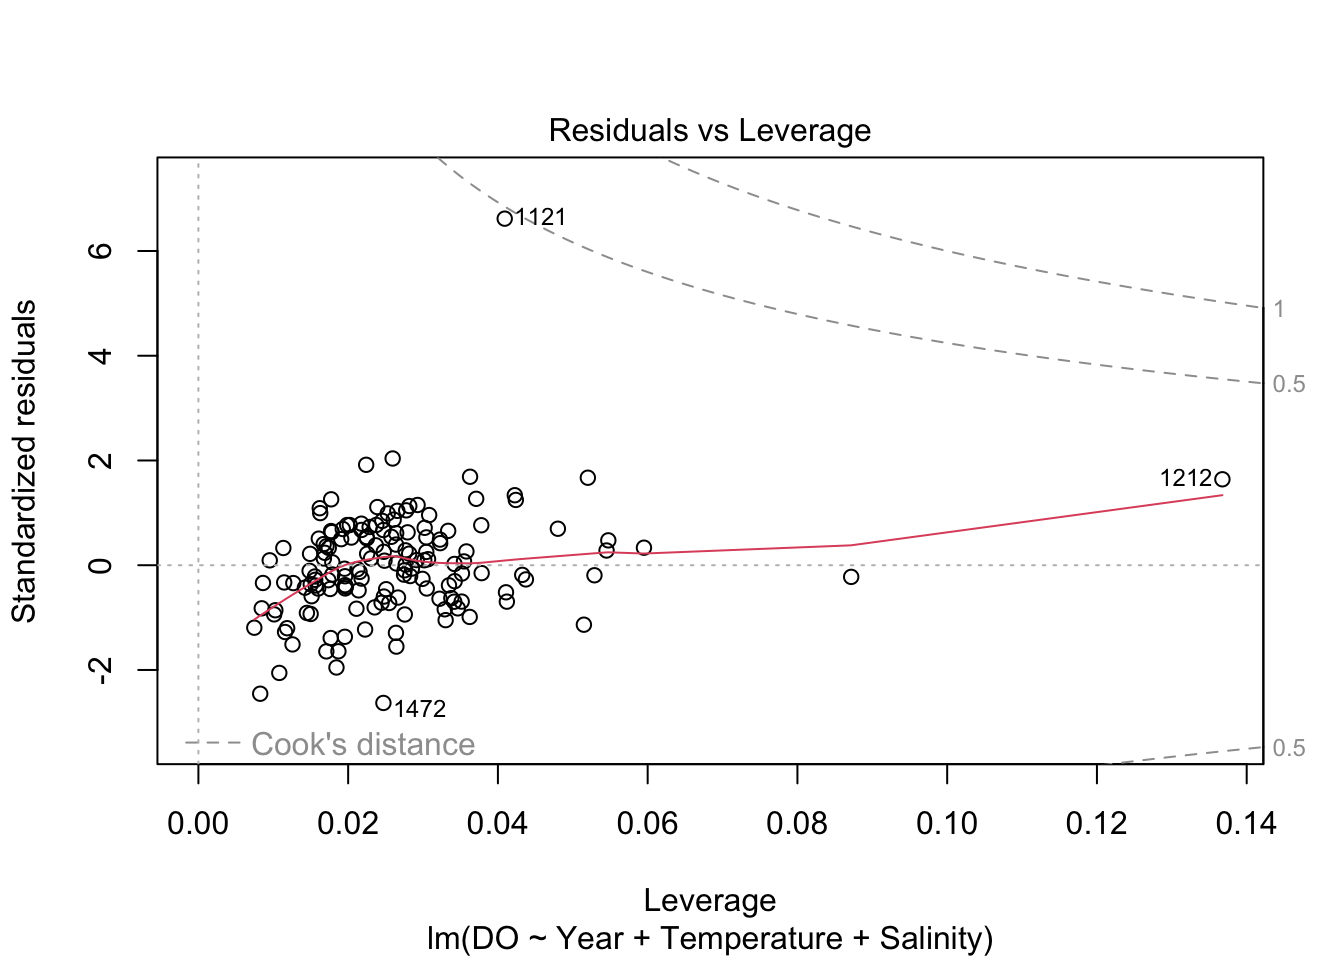 Residuals vs Leverage
Standardized residuals
6
4
2
0
-2
1121
1212
1472
1
0.5
0.5
Cook's distance
0.00 0.02 0.04 0.06 0.08 0.10 0.12 0.14
Leverage
lm(DO ~ Year + Temperature + Salinity)